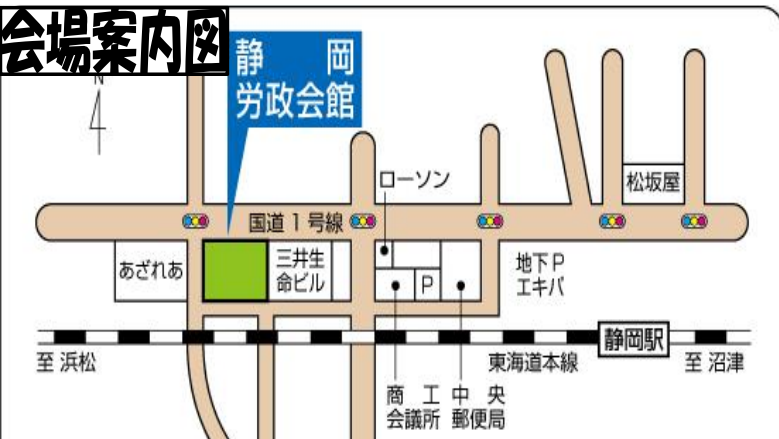 会場案内図
N
静　岡
労政会館
ローソン
松坂屋
国道１号線
あざれあ
三井生
命ビル
P
地下Ｐ
エキパ
静岡駅
至 浜松
東海道本線
至 沼津
商　工
会議所
中　央
郵便局